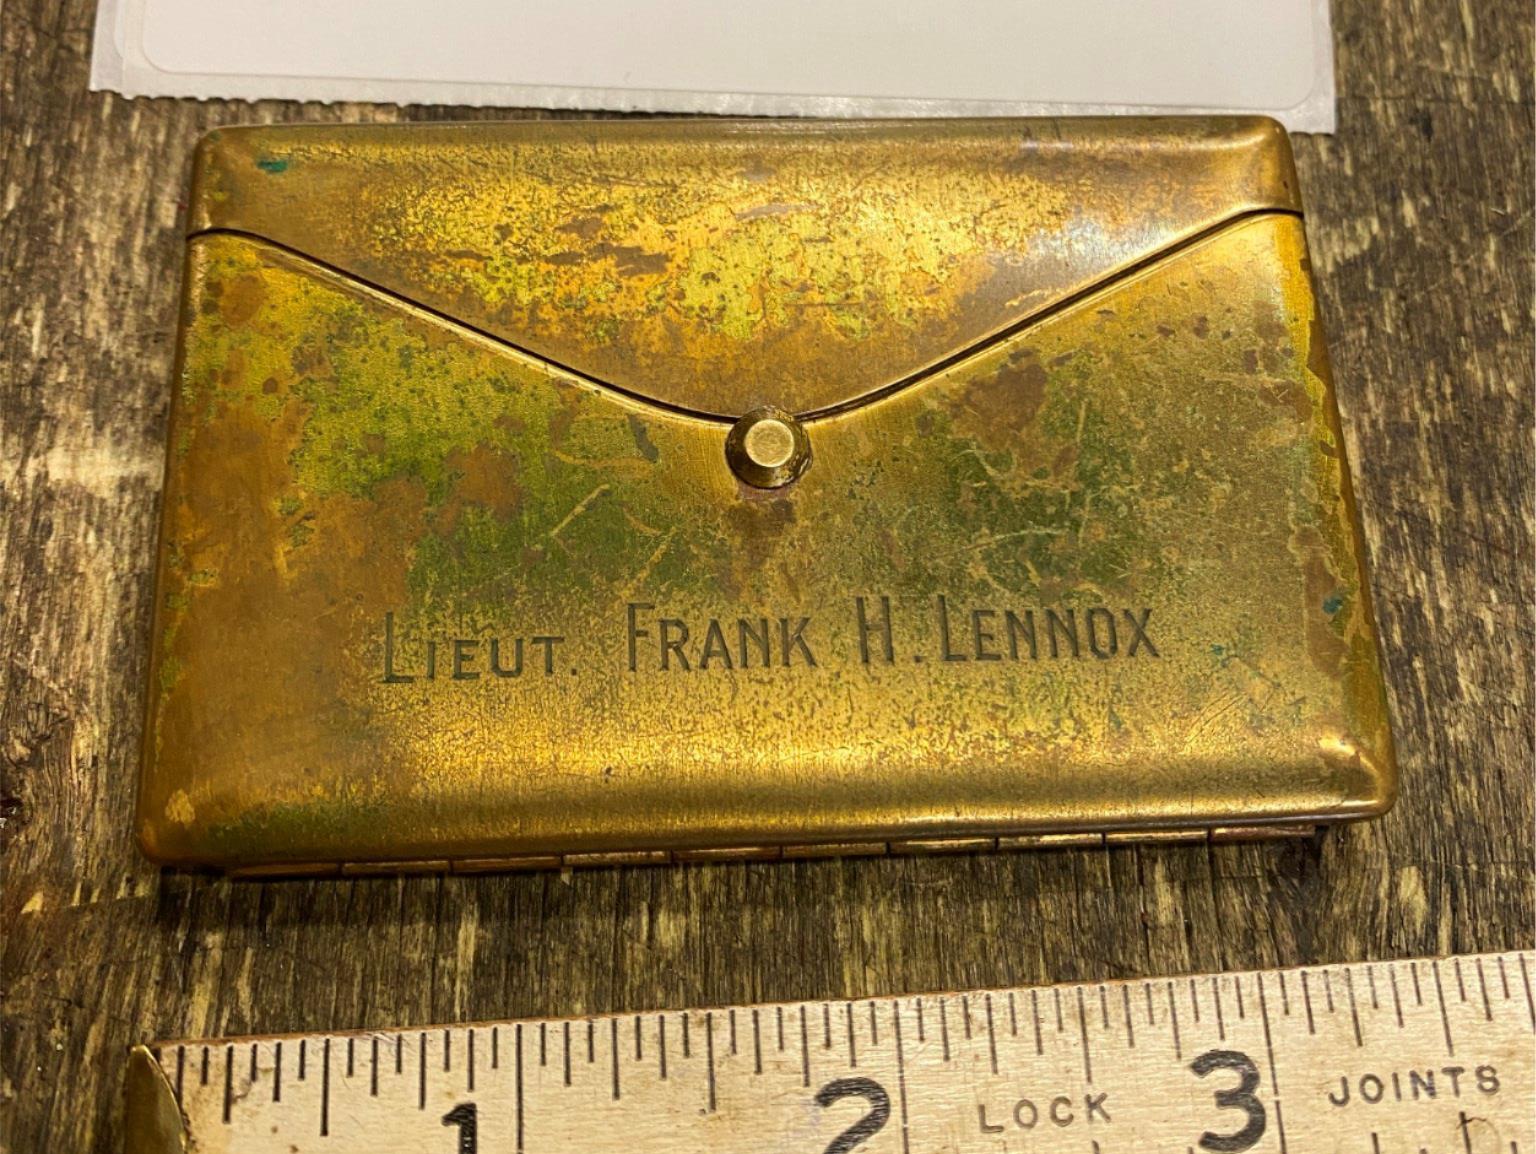 LIEUT. FRANK H. LENNOX
1 2 LOCK 3 JOINTS